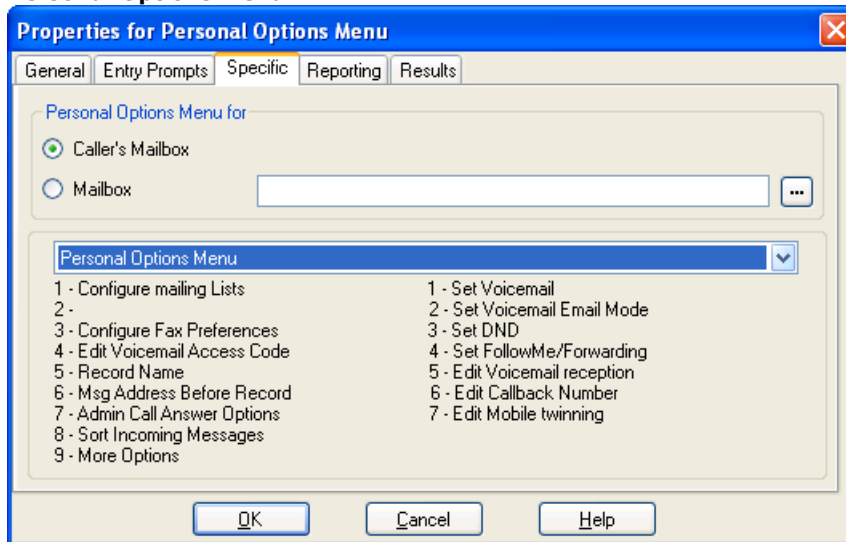 Properties for Personal Options Menu
General Entry Prompts Specific Reporting Results
Personal Options Menu for
Caller's Mailbox
Mailbox
...
Personal Options Menu
1 - Configure mailing Lists
2 -
3 - Configure Fax Preferences
4 - Edit Voicemail Access Code
5 - Record Name
6 - Msg Address Before Record
7 - Admin Call Answer Options
8 - Sort Incoming Messages
9 - More Options
1 - Set Voicemail
2 - Set Voicemail Email Mode
3 - Set DND
4 - Set FollowMe/Forwarding
5 - Edit Voicemail reception
6 - Edit Callback Number
7 - Edit Mobile twinning
OK Cancel Help